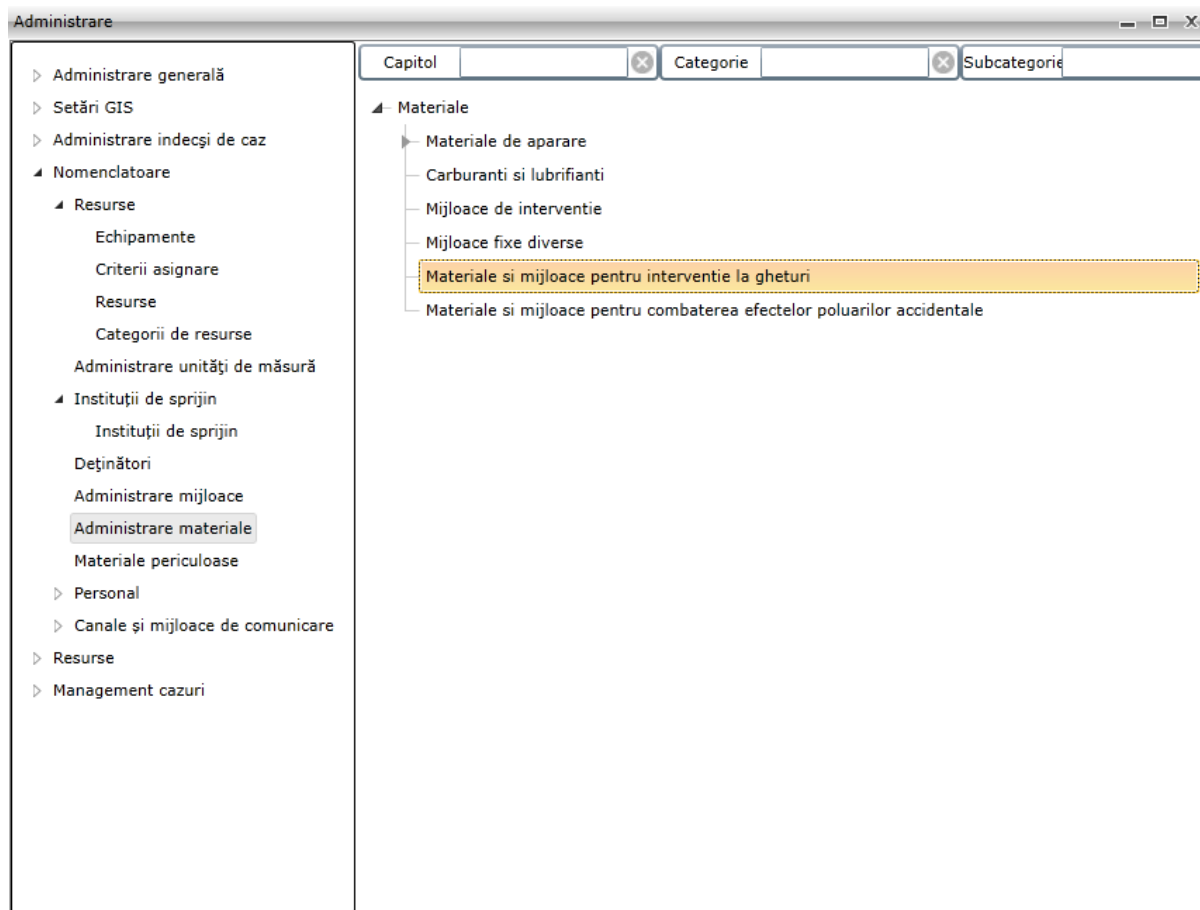 Administrare
Administrare generală
Setări GIS
Administrare indecşi de caz
Nomenclatoare
Resurse
Echipamente
Criterii asignare
Resurse
Categorii de resurse
Administrare unităţi de măsură
Instituţii de sprijin
Instituţii de sprijin
Deţinători
Administrare mijloace
Administrare materiale
Materiale periculoase
Personal
Canale şi mijloace de comunicare
Resurse
Management cazuri
Capitol
Categorie
Subcategorie
Materiale
Materiale de aparare
Carburanti si lubrifianti
Mijloace de interventie
Mijloace fixe diverse
Materiale si mijloace pentru interventie la gheturi
Materiale si mijloace pentru combaterea efectelor poluarilor accidentale